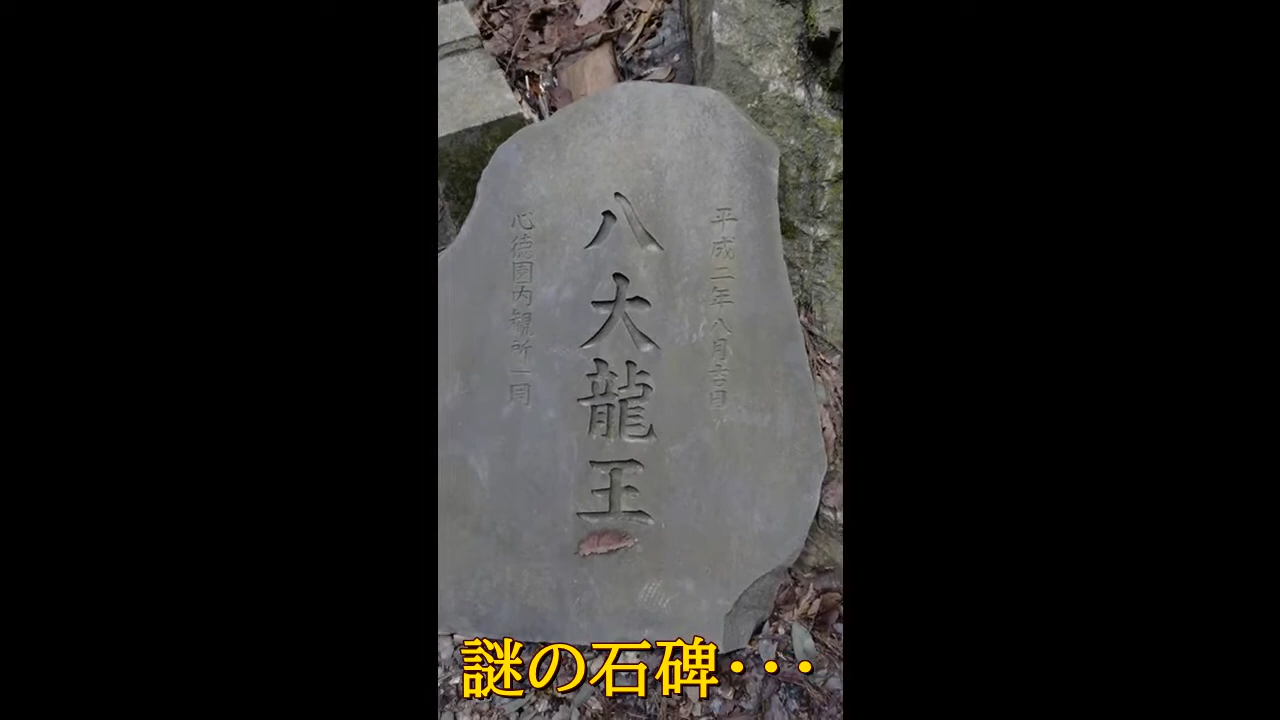 平成二年八月吉日
八大龍王
心徳園内観所一同
謎の石碑・・・